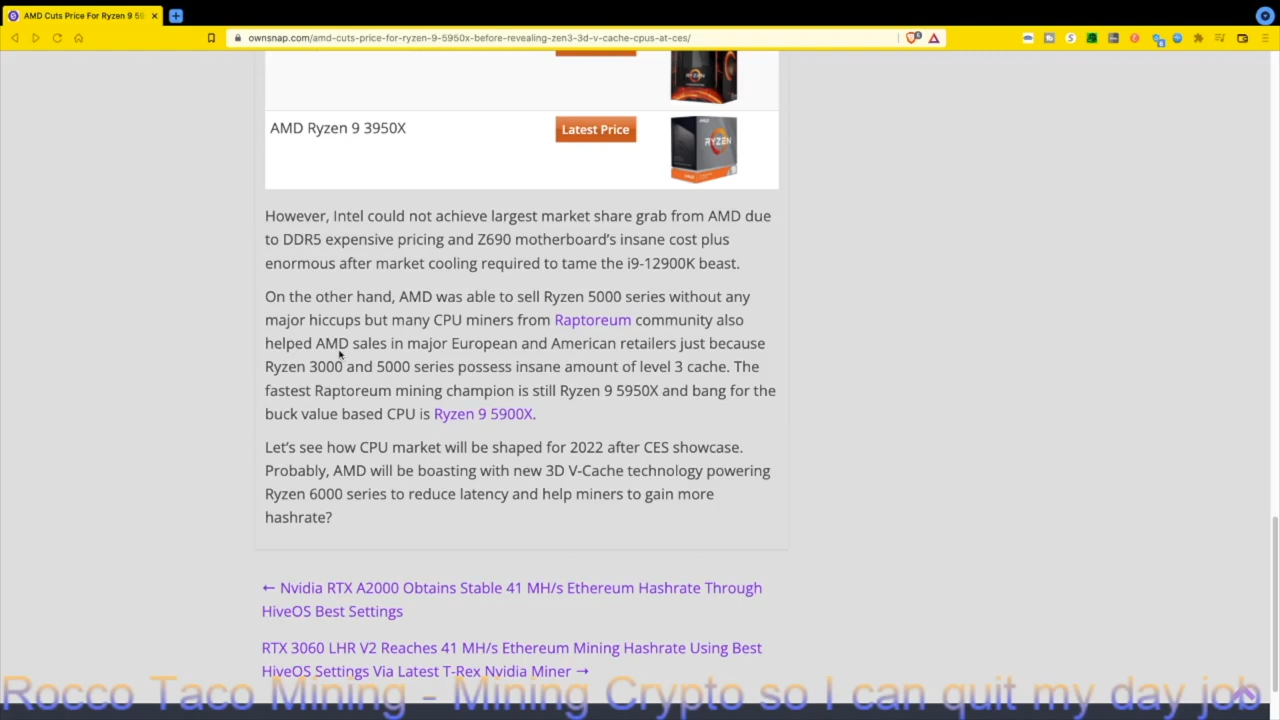 AMD Cuts Price For Ryzen 9 59
ownsnap.com/amd-cuts-price-for-ryzen-9-5950x-before-revealing-zen3-3d-v-cache-cpus-at-ces/
RYZEN
AMD Ryzen 9 3950X
Latest Price
RYZEN
However, Intel could not achieve largest market share grab from AMD due
to DDR5 expensive pricing and Z690 motherboard's insane cost plus
enormous after market cooling required to tame the i9-12900K beast.
On the other hand, AMD was able to sell Ryzen 5000 series without any
major hiccups but many CPU miners from Raptoreum community also
helped AMD sales in major European and American retailers just because
Ryzen 3000 and 5000 series possess insane amount of level 3 cache. The
fastest Raptoreum mining champion is still Ryzen 9 5950X and bang for the
buck value based CPU is Ryzen 9 5900X.
Let's see how CPU market will be shaped for 2022 after CES showcase.
Probably, AMD will be boasting with new 3D V-Cache technology powering
Ryzen 6000 series to reduce latency and help miners to gain more
hashrate?
← Nvidia RTX A2000 Obtains Stable 41 MH/s Ethereum Hashrate Through
HiveOS Best Settings
RTX 3060 LHR V2 Reaches 41 MH/s Ethereum Mining Hashrate Using Best
HiveOS Settings Via Latest T-Rex Nvidia Miner →
Rocco Taco Mining - Mining Crypto so I can quit my day job